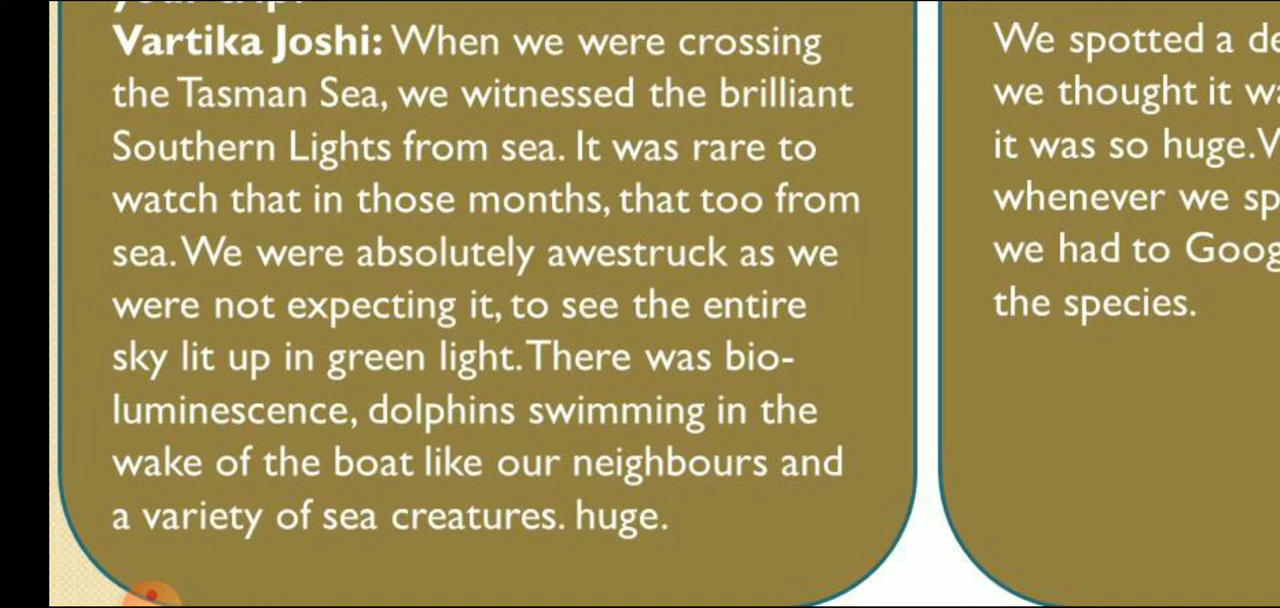 your trip.
Vartika Joshi: When we were crossing
the Tasman Sea, we witnessed the brilliant
Southern Lights from sea. It was rare to
watch that in those months, that too from
sea. We were absolutely awestruck as we
were not expecting it, to see the entire
sky lit up in green light. There was bio-
luminescence, dolphins swimming in the
wake of the boat like our neighbours and
a variety of sea creatures. huge.
We spotted a
we thought it
it was so huge.
whenever we
we had to
the species.